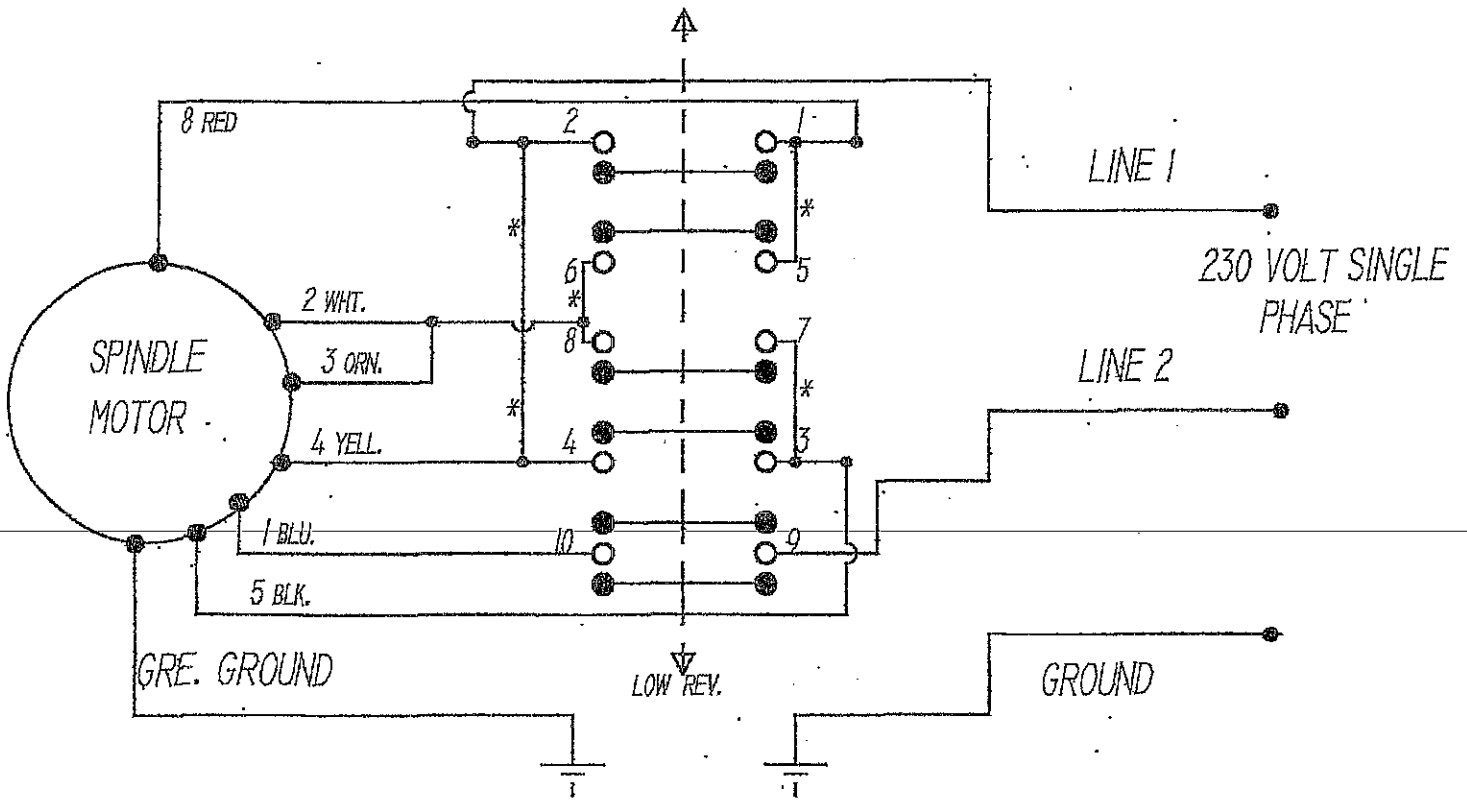 8 RED
2
1
LINE 1
*
*
230 VOLT SINGLE
PHASE
6
5
*
2 WHT.
8
7
SPINDLE
MOTOR
3 ORN.
LINE 2
*
*
4 YELL.
4
3
1 BLU.
10
9
5 BLK.
GRE. GROUND
LOW REV.
GROUND